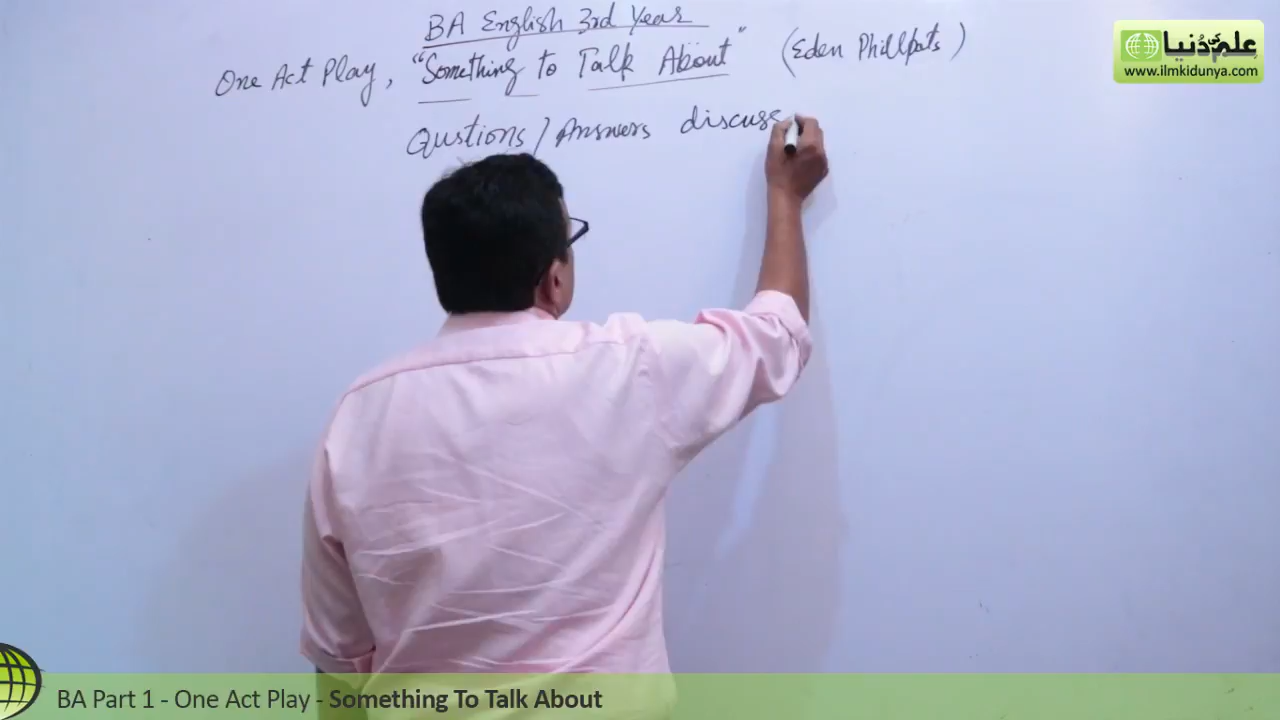 BA English 3rd Year
One Act Play, "Something to Talk About" (Eden Phillpats)
Qustions / Answers discuss
علم کی دنیا
www.ilmkidunya.com
BA Part 1 - One Act Play - Something To Talk About